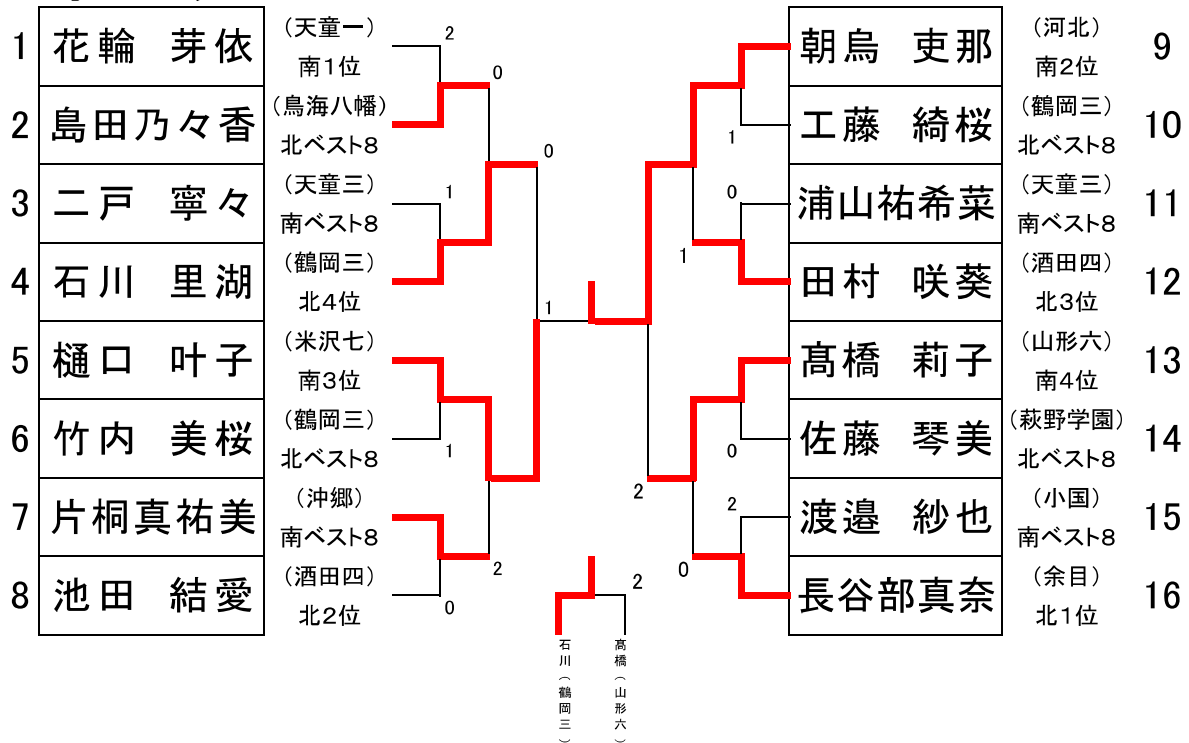 1 花輪 芽依 (天童一) 南1位
2 島田乃々香 (鳥海八幡) 北ベスト8
3 二戸 寧々 (天童三) 南ベスト8
4 石川 里湖 (鶴岡三) 北4位
5 樋口 叶子 (米沢七) 南3位
6 竹内 美桜 (鶴岡三) 北ベスト8
7 片桐真祐美 (沖郷) 南ベスト8
8 池田 結愛 (酒田四) 北2位
2
0
0
1
1
1
2
0
朝烏 吏那 (河北) 南2位 9
工藤 綺桜 (鶴岡三) 北ベスト8 10
浦山祐希菜 (天童三) 南ベスト8 11
田村 咲葵 (酒田四) 北3位 12
髙橋 莉子 (山形六) 南4位 13
佐藤 琴美 (萩野学園) 北ベスト8 14
渡邉 紗也 (小国) 南ベスト8 15
長谷部真奈 (余目) 北1位 16
1
0
1
0
2
2
0
2
石川(鶴岡三)
髙橋(山形六)